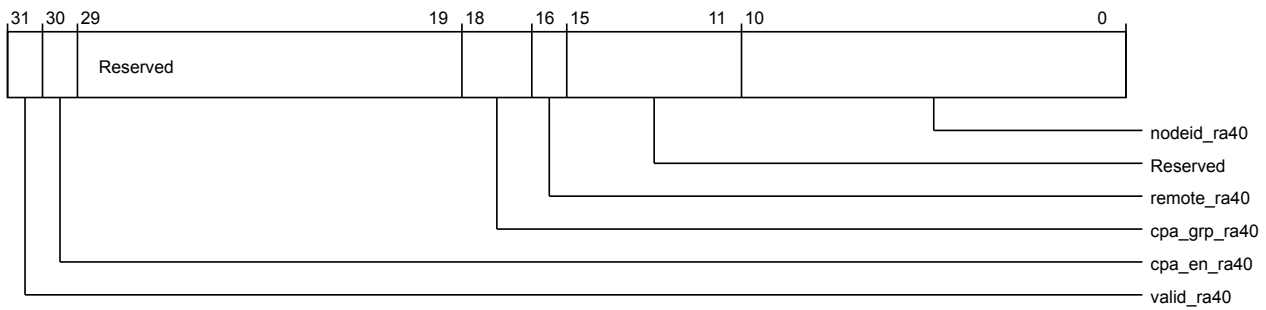 31 30 29 19 18 16 15 11 10 0
Reserved
nodeid_ra40
Reserved
remote_ra40
cpa_grp_ra40
cpa_en_ra40
valid_ra40